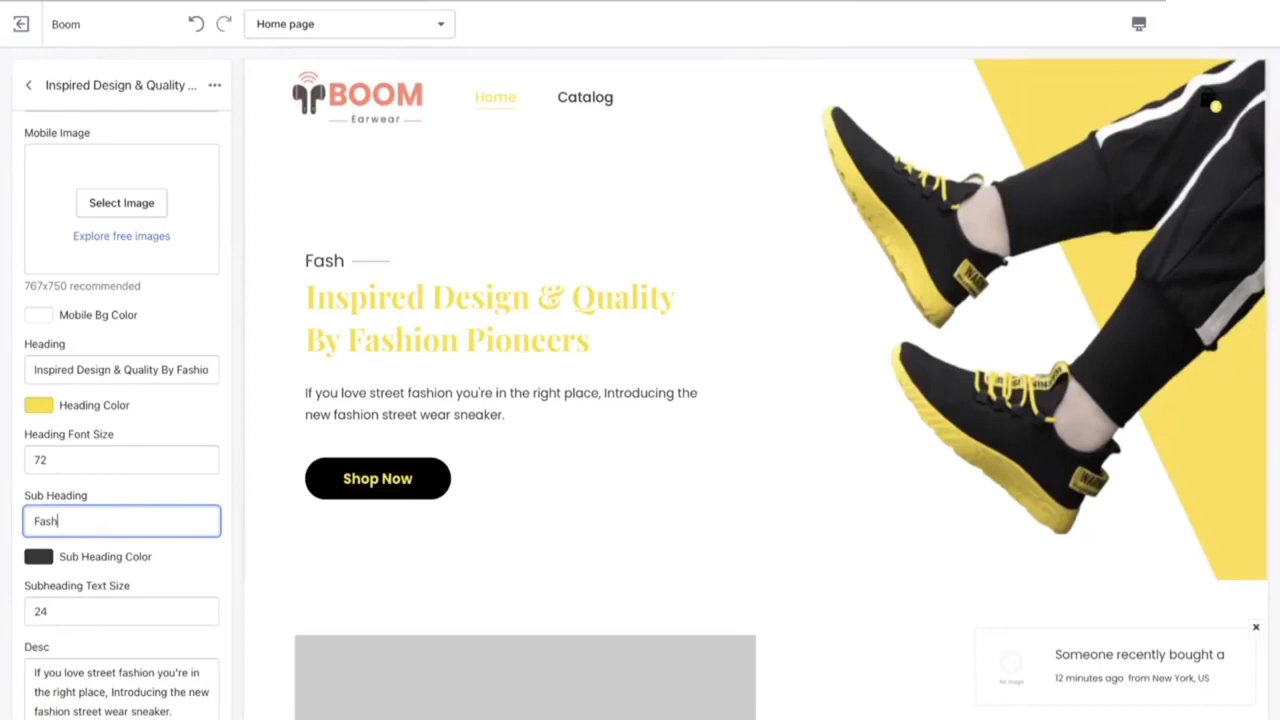 Boom
Home page
Inspired Design & Quality ...
Mobile Image
Select Image
Explore free images
767x750 recommended
Mobile Bg Color
Heading
Inspired Design & Quality By Fashio
Heading Color
Heading Font Size
72
Sub Heading
Fash
Sub Heading Color
Subheading Text Size
24
Desc
If you love street fashion you're in
the right place, Introducing the new
fashion street wear sneaker.
BOOM
Earwear
Home
Catalog
Fash
Inspired Design & Quality
By Fashion Pioneers
If you love street fashion you're in the right place, Introducing the
new fashion street wear sneaker.
Shop Now
Someone recently bought a
12 minutes ago from New York, US
No image